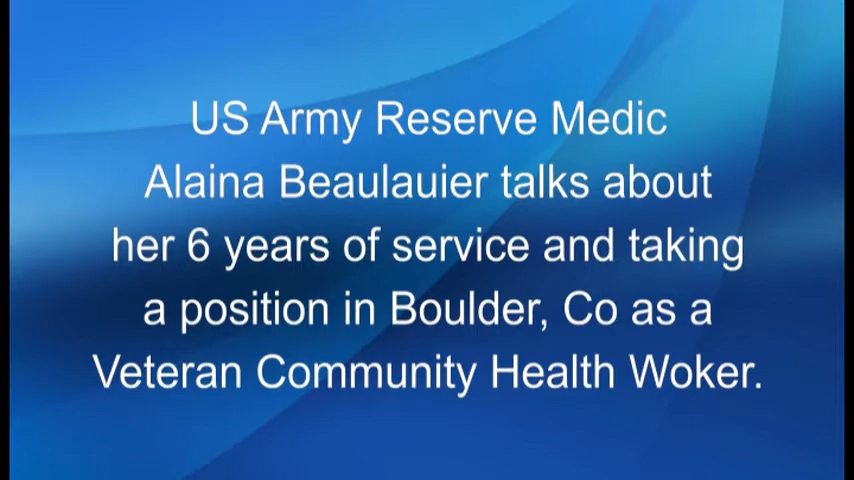 US Army Reserve Medic
Alaina Beaulauier talks about
her 6 years of service and taking
a position in Boulder, Co as a
Veteran Community Health Woker.